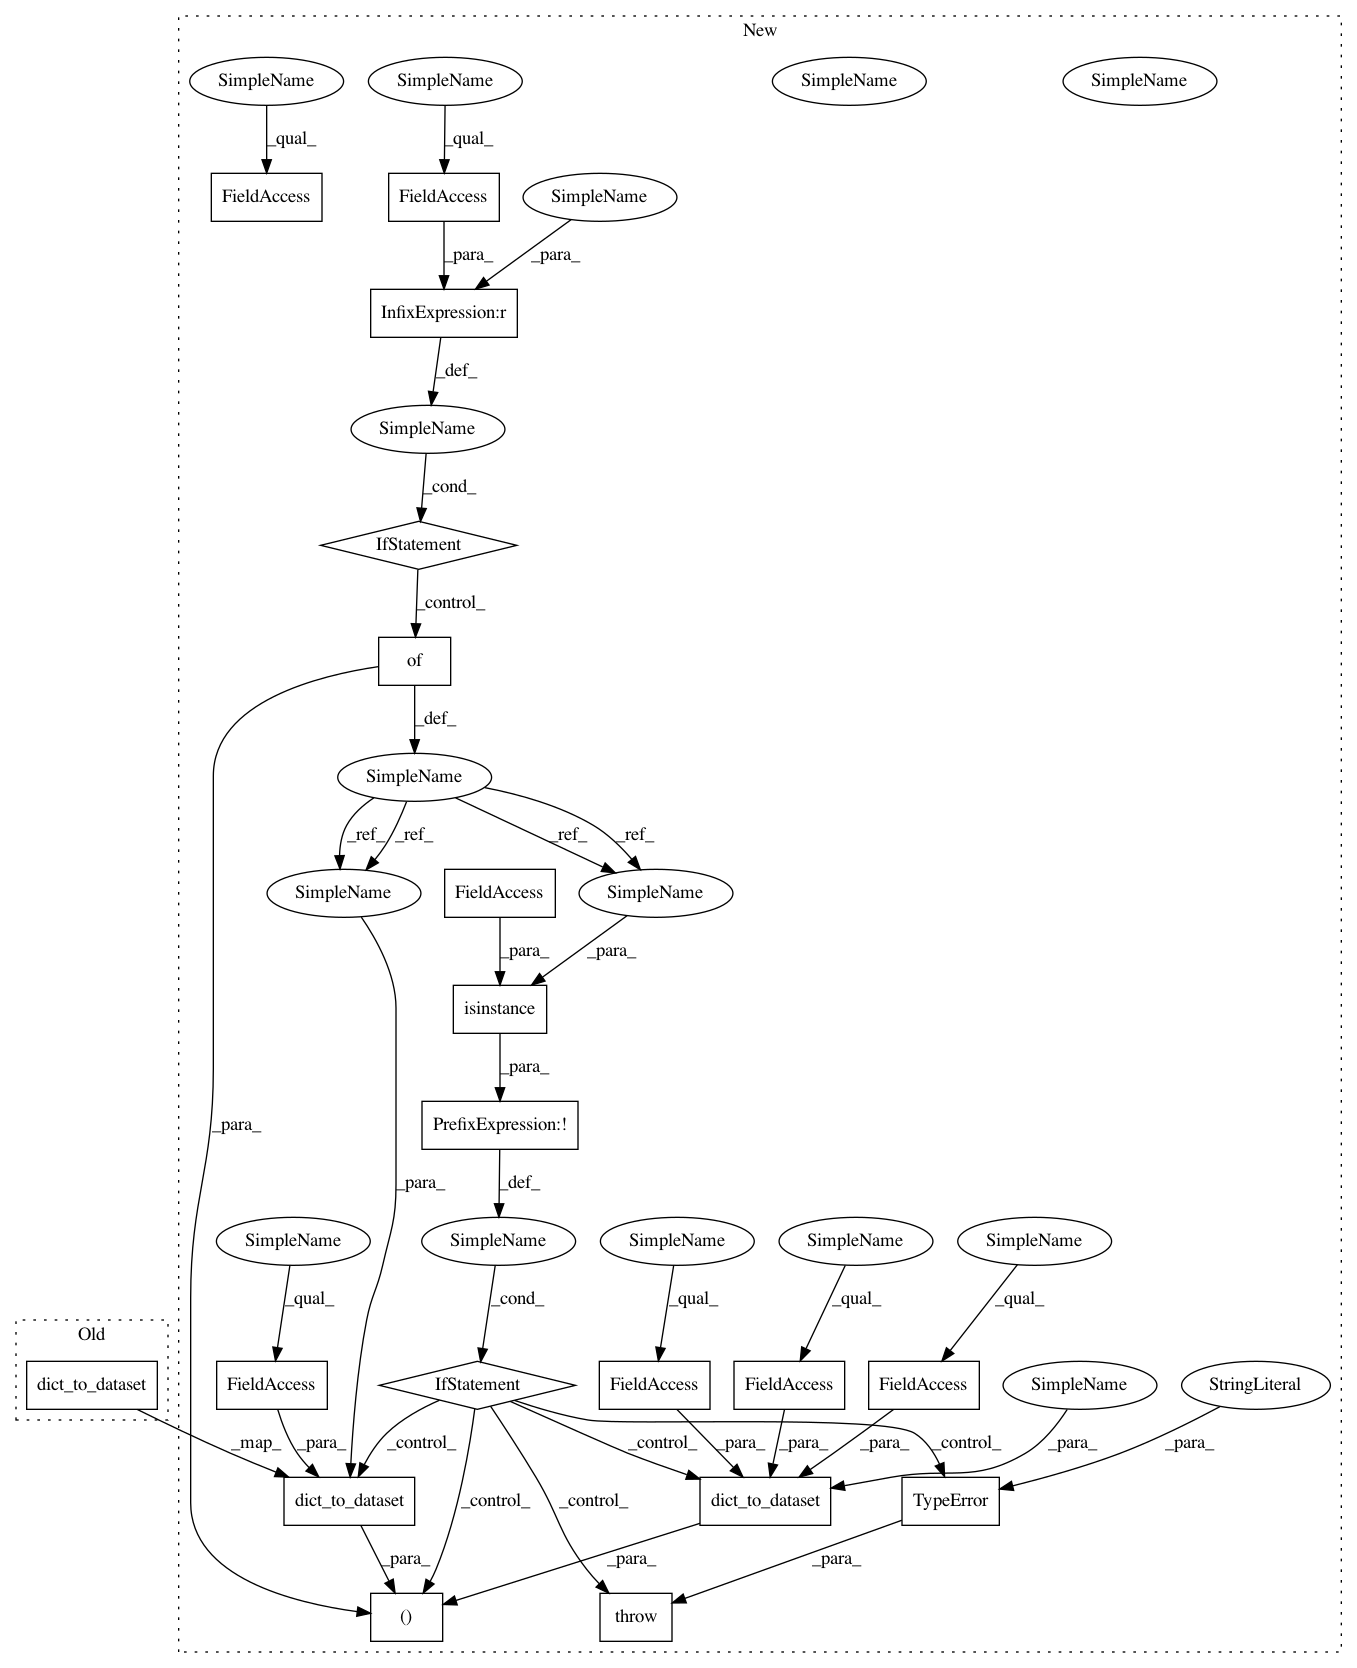 New
SimpleName
SimpleName
SimpleName
SimpleName
_qual_
_qual_
FieldAccess
FieldAccess
SimpleName
_para_
_para_
InfixExpression:r
_def_
SimpleName
_cond_
IfStatement
_control_
of
_def_
SimpleName
_ref_
_ref_
_ref_
_ref_
SimpleName
FieldAccess
SimpleName
_para_
_para_
isinstance
_para_
_para_
PrefixExpression:!
_para_
_def_
SimpleName
SimpleName
SimpleName
SimpleName
SimpleName
_qual_
_cond_
_qual_
_qual_
_qual_
Old
dict_to_dataset
FieldAccess
IfStatement
FieldAccess
FieldAccess
FieldAccess
SimpleName
StringLiteral
_map_
_para_
_control_
_control_
_para_
_para_
_para_
_control_
_para_
_para_
dict_to_dataset
_control_
_control_
dict_to_dataset
TypeError
_para_
_para_
_para_
()
throw